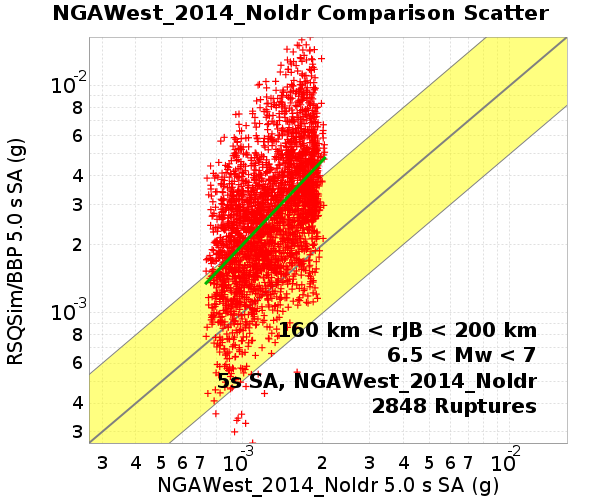 NGAWest_2014_NoIdr Comparison Scatter
RSQSim/BBP 5.0 s SA (g)
10-2
8
6
4
3
2
10-3
8
6
4
3
160 km < rJB < 200 km
6.5 < Mw < 7
5s SA, NGAWest_2014_NoIdr
2848 Ruptures
3 4 5 6 7 10-3 2 3 4 5 6 7 10-2
NGAWest_2014_NoIdr 5.0 s SA (g)